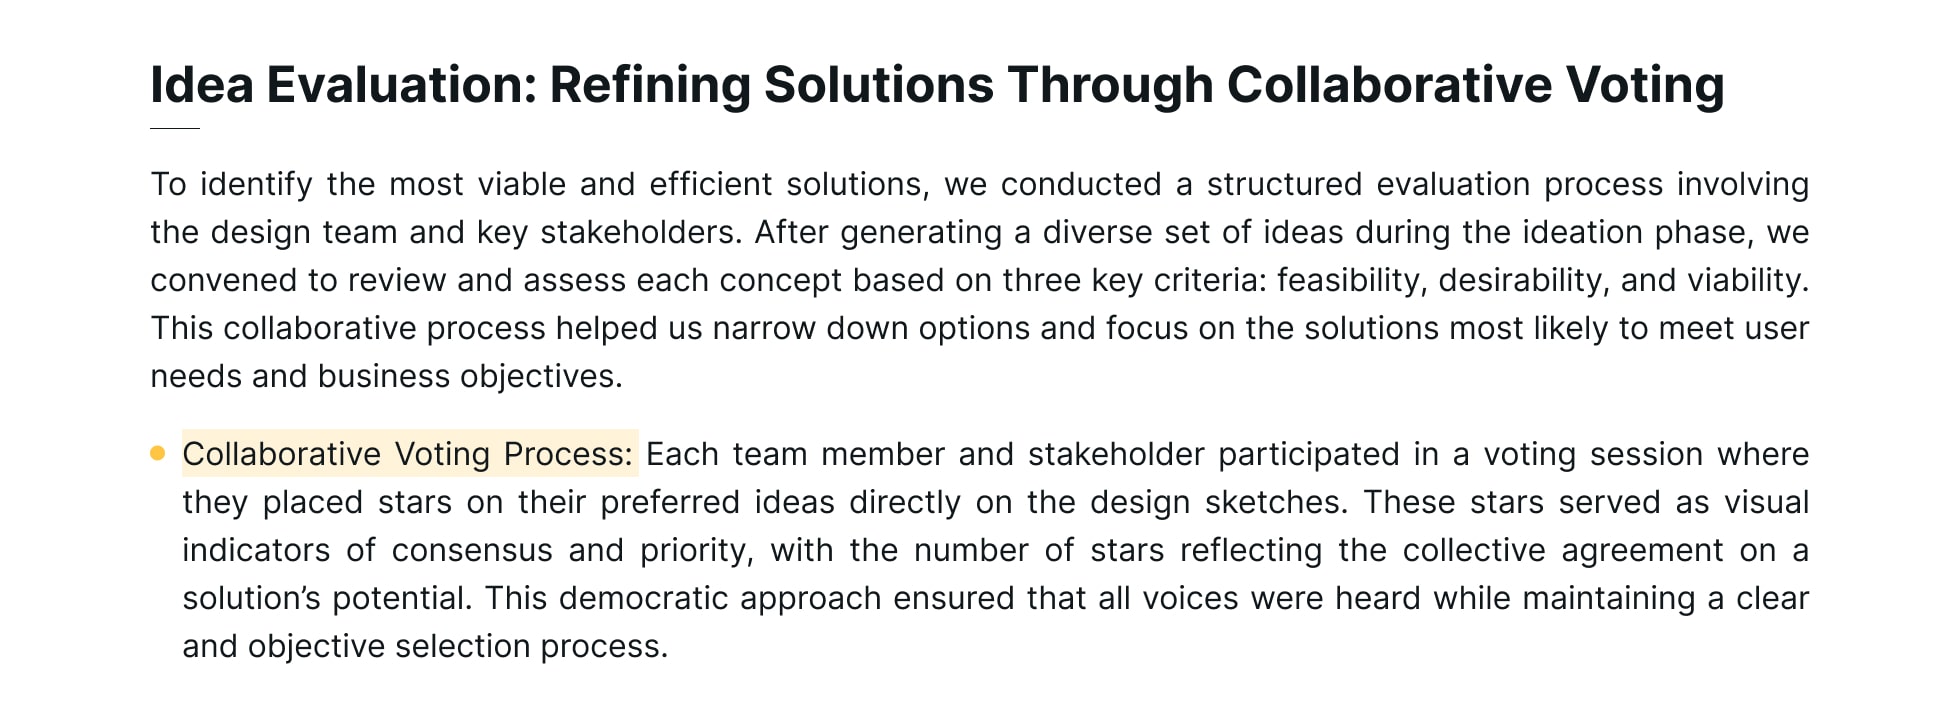 Idea Evaluation: Refining Solutions Through Collaborative Voting
To identify the most viable and efficient solutions, we conducted a structured evaluation process involving
the design team and key stakeholders. After generating a diverse set of ideas during the ideation phase, we
convened to review and assess each concept based on three key criteria: feasibility, desirability, and viability.
This collaborative process helped us narrow down options and focus on the solutions most likely to meet user
needs and business objectives.
Collaborative Voting Process: Each team member and stakeholder participated in a voting session where
they placed stars on their preferred ideas directly on the design sketches. These stars served as visual
indicators of consensus and priority, with the number of stars reflecting the collective agreement on a
solution’s potential. This democratic approach ensured that all voices were heard while maintaining a clear
and objective selection process.